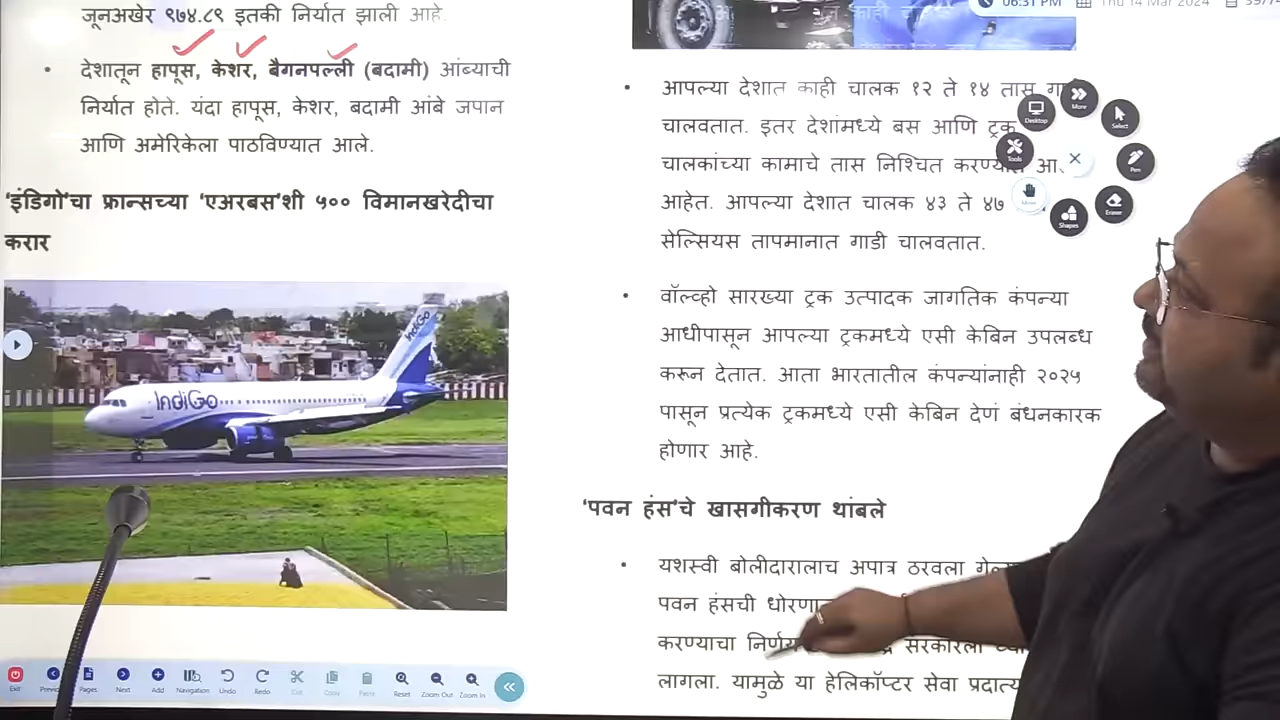 जूनअखेर ९७४.८९ इतकी निर्यात झाली आहे.
• देशातून हापूस, केशर, बैगनपल्ली (बदामी) आंब्याची
निर्यात होते. यंदा हापूस, केशर, बदामी आंबे जपान
आणि अमेरिकेला पाठविण्यात आले.
‘इंडिगो’चा फ्रान्सच्या ‘एअरबस’शी ५०० विमानखरेदीचा
करार
IndiGo
IndiGo
Exit
Pages
Next
Add
Navigation
Undo
Redo
Cut
Copy
Paste
Reset
Zoom Out
Zoom In
06:31 PM
Thu 14 Mar 2024
• आपल्या देशात काही चालक १२ ते १४ तास
चालवतात. इतर देशांमध्ये बस आणि ट्रक
चालकांच्या कामाचे तास निश्चित
आहेत. आपल्या देशात चालक ४३ ते ४७
सेल्सियस तापमानात गाडी चालवतात.
• वॉल्व्हो सारख्या ट्रक उत्पादक जागतिक कंपन्या
आधीपासून आपल्या ट्रकमध्ये एसी केबिन उपलब्ध
करून देतात. आता भारतातील कंपन्यांनाही २०२५
पासून प्रत्येक ट्रकमध्ये एसी केबिन देणं बंधनकारक
होणार आहे.
‘पवन हंस’चे खासगीकरण थांबले
• यशस्वी बोलीदारालाच अपात्र ठरवला
पवन हंसची
करण्याचा सरकारला
लागला. यामुळे या हेलिकॉप्टर सेवा
More
Desktop
Select
Tools
Pen
Move
Eraser
Shapes